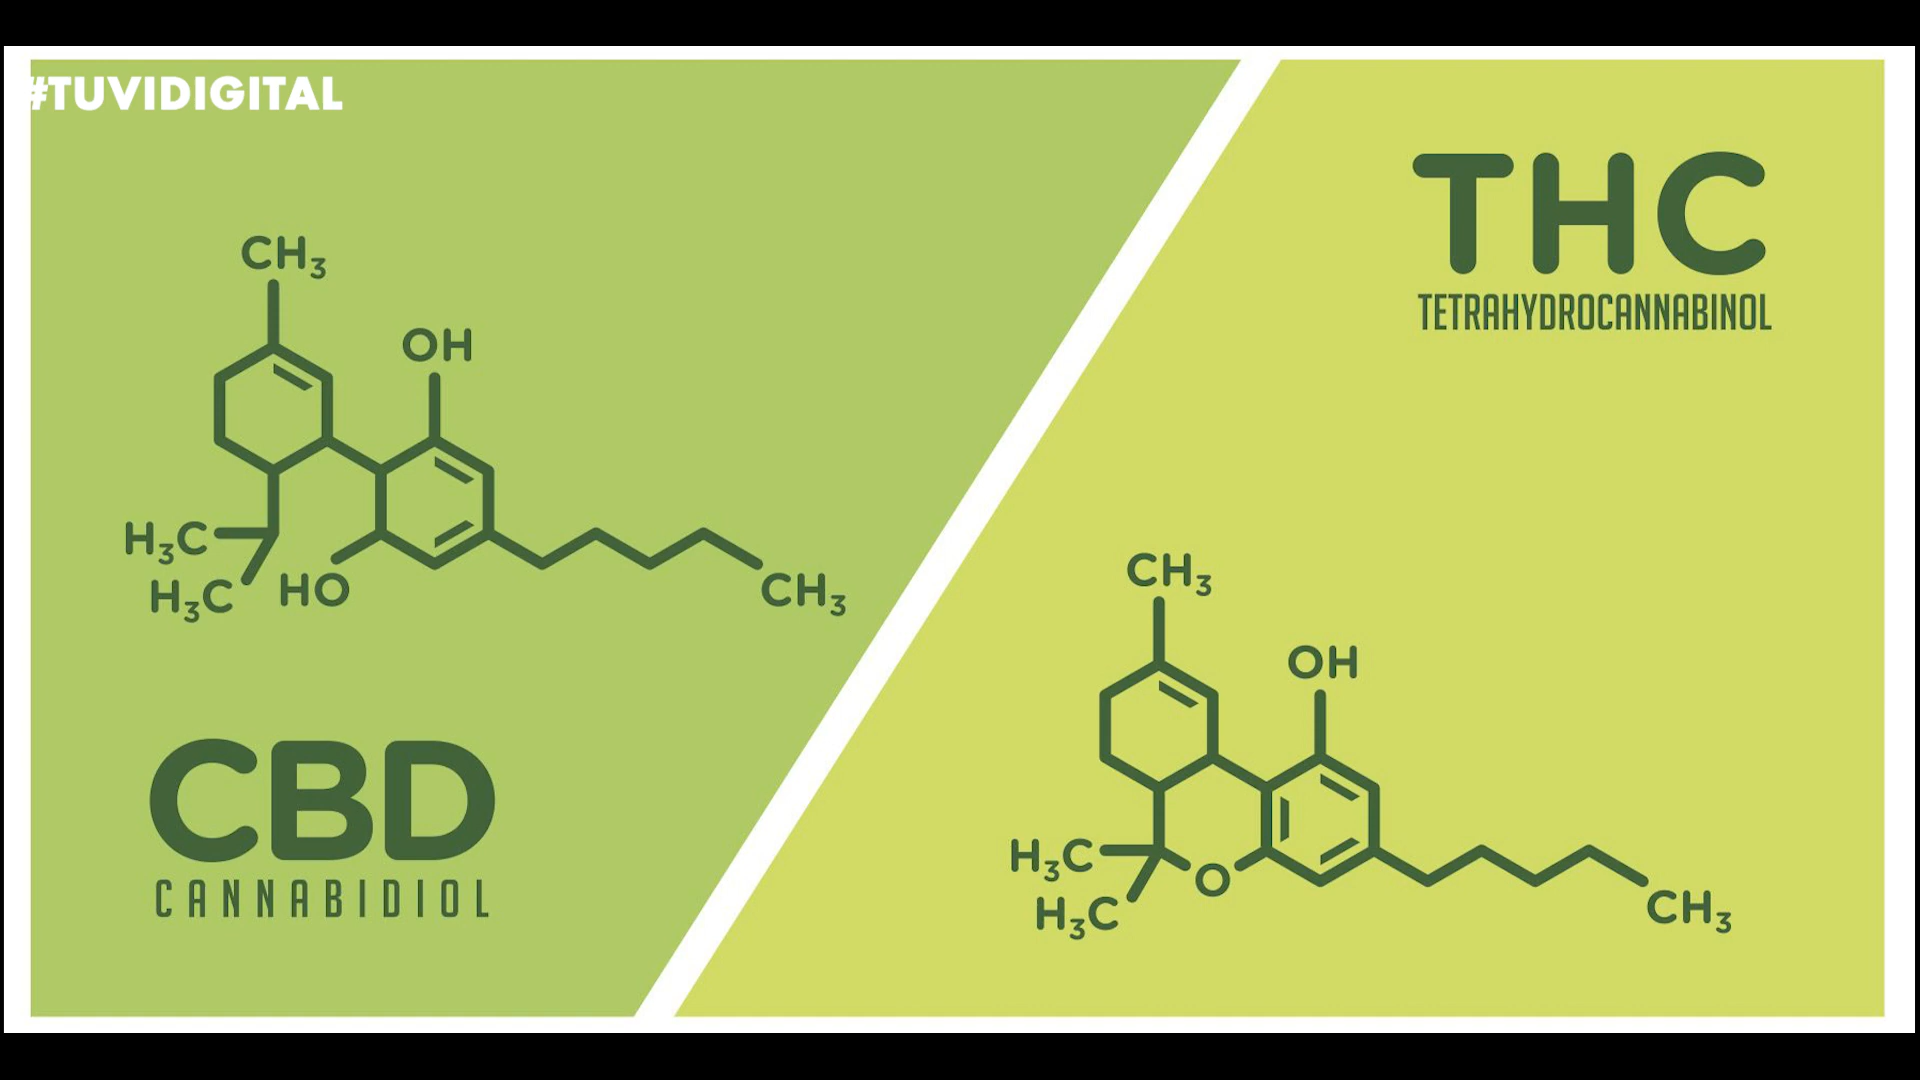 #TUVIDIGITAL
CH₃
OH
H₃C
H₃C HO
CH₃
CBD
CANNABIDIOL
THC
TETRAHYDROCANNABINOL
CH₃
OH
H₃C
O
H₃C
CH₃